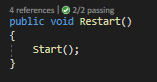 4 references | 2/2 passing
public void Restart()
{
    Start();
}